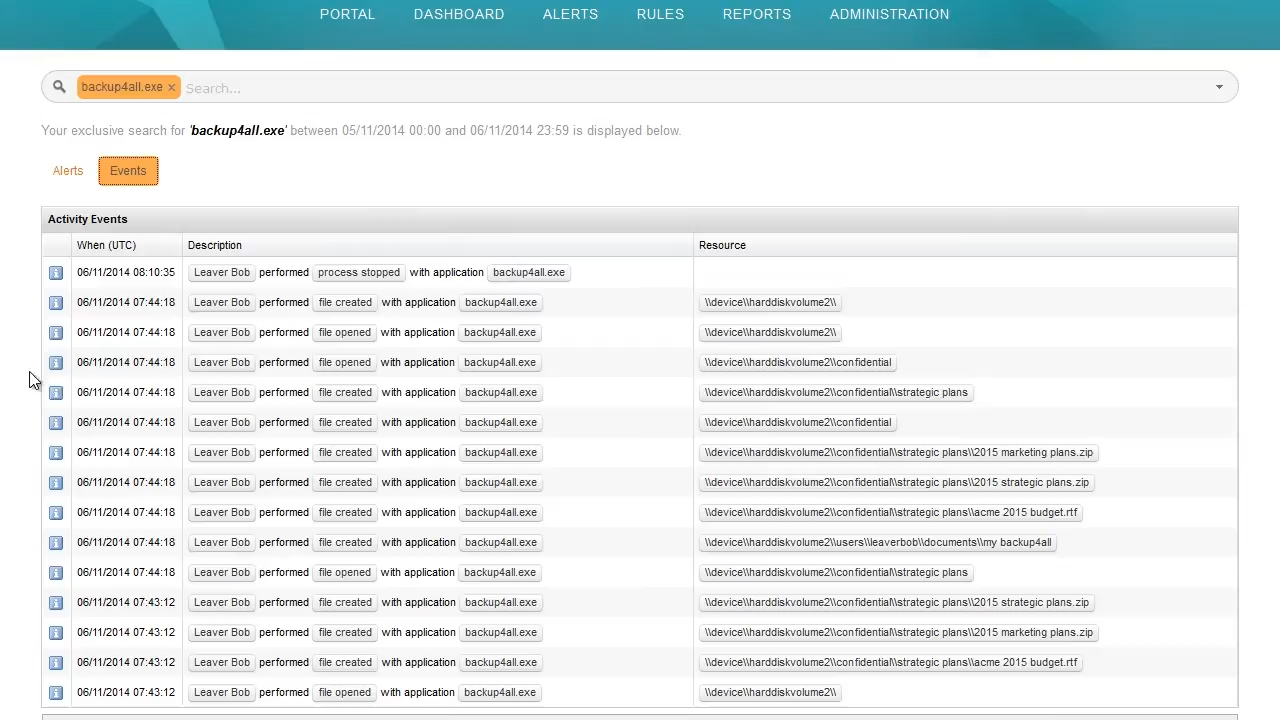 PORTAL DASHBOARD ALERTS RULES REPORTS ADMINISTRATION
backup4all.exe × Search...
Your exclusive search for 'backup4all.exe' between 05/11/2014 00:00 and 06/11/2014 23:59 is displayed below.
Alerts Events
Activity Events
When (UTC) Description Resource
06/11/2014 08:10:35 Leaver Bob performed process stopped with application backup4all.exe
06/11/2014 07:44:18 Leaver Bob performed file created with application backup4all.exe \\device\\harddiskvolume2\\
06/11/2014 07:44:18 Leaver Bob performed file opened with application backup4all.exe \\device\\harddiskvolume2\\
06/11/2014 07:44:18 Leaver Bob performed file opened with application backup4all.exe \\device\\harddiskvolume2\\confidential
06/11/2014 07:44:18 Leaver Bob performed file created with application backup4all.exe \\device\\harddiskvolume2\\confidential\\strategic plans
06/11/2014 07:44:18 Leaver Bob performed file created with application backup4all.exe \\device\\harddiskvolume2\\confidential
06/11/2014 07:44:18 Leaver Bob performed file created with application backup4all.exe \\device\\harddiskvolume2\\confidential\\strategic plans\\2015 marketing plans.zip
06/11/2014 07:44:18 Leaver Bob performed file created with application backup4all.exe \\device\\harddiskvolume2\\confidential\\strategic plans\\2015 strategic plans.zip
06/11/2014 07:44:18 Leaver Bob performed file created with application backup4all.exe \\device\\harddiskvolume2\\confidential\\strategic plans\\acme 2015 budget.rtf
06/11/2014 07:44:18 Leaver Bob performed file created with application backup4all.exe \\device\\harddiskvolume2\\users\\leaverbob\\documents\\my backup4all
06/11/2014 07:44:18 Leaver Bob performed file opened with application backup4all.exe \\device\\harddiskvolume2\\confidential\\strategic plans
06/11/2014 07:43:12 Leaver Bob performed file created with application backup4all.exe \\device\\harddiskvolume2\\confidential\\strategic plans\\2015 strategic plans.zip
06/11/2014 07:43:12 Leaver Bob performed file created with application backup4all.exe \\device\\harddiskvolume2\\confidential\\strategic plans\\2015 marketing plans.zip
06/11/2014 07:43:12 Leaver Bob performed file created with application backup4all.exe \\device\\harddiskvolume2\\confidential\\strategic plans\\acme 2015 budget.rtf
06/11/2014 07:43:12 Leaver Bob performed file opened with application backup4all.exe \\device\\harddiskvolume2\\